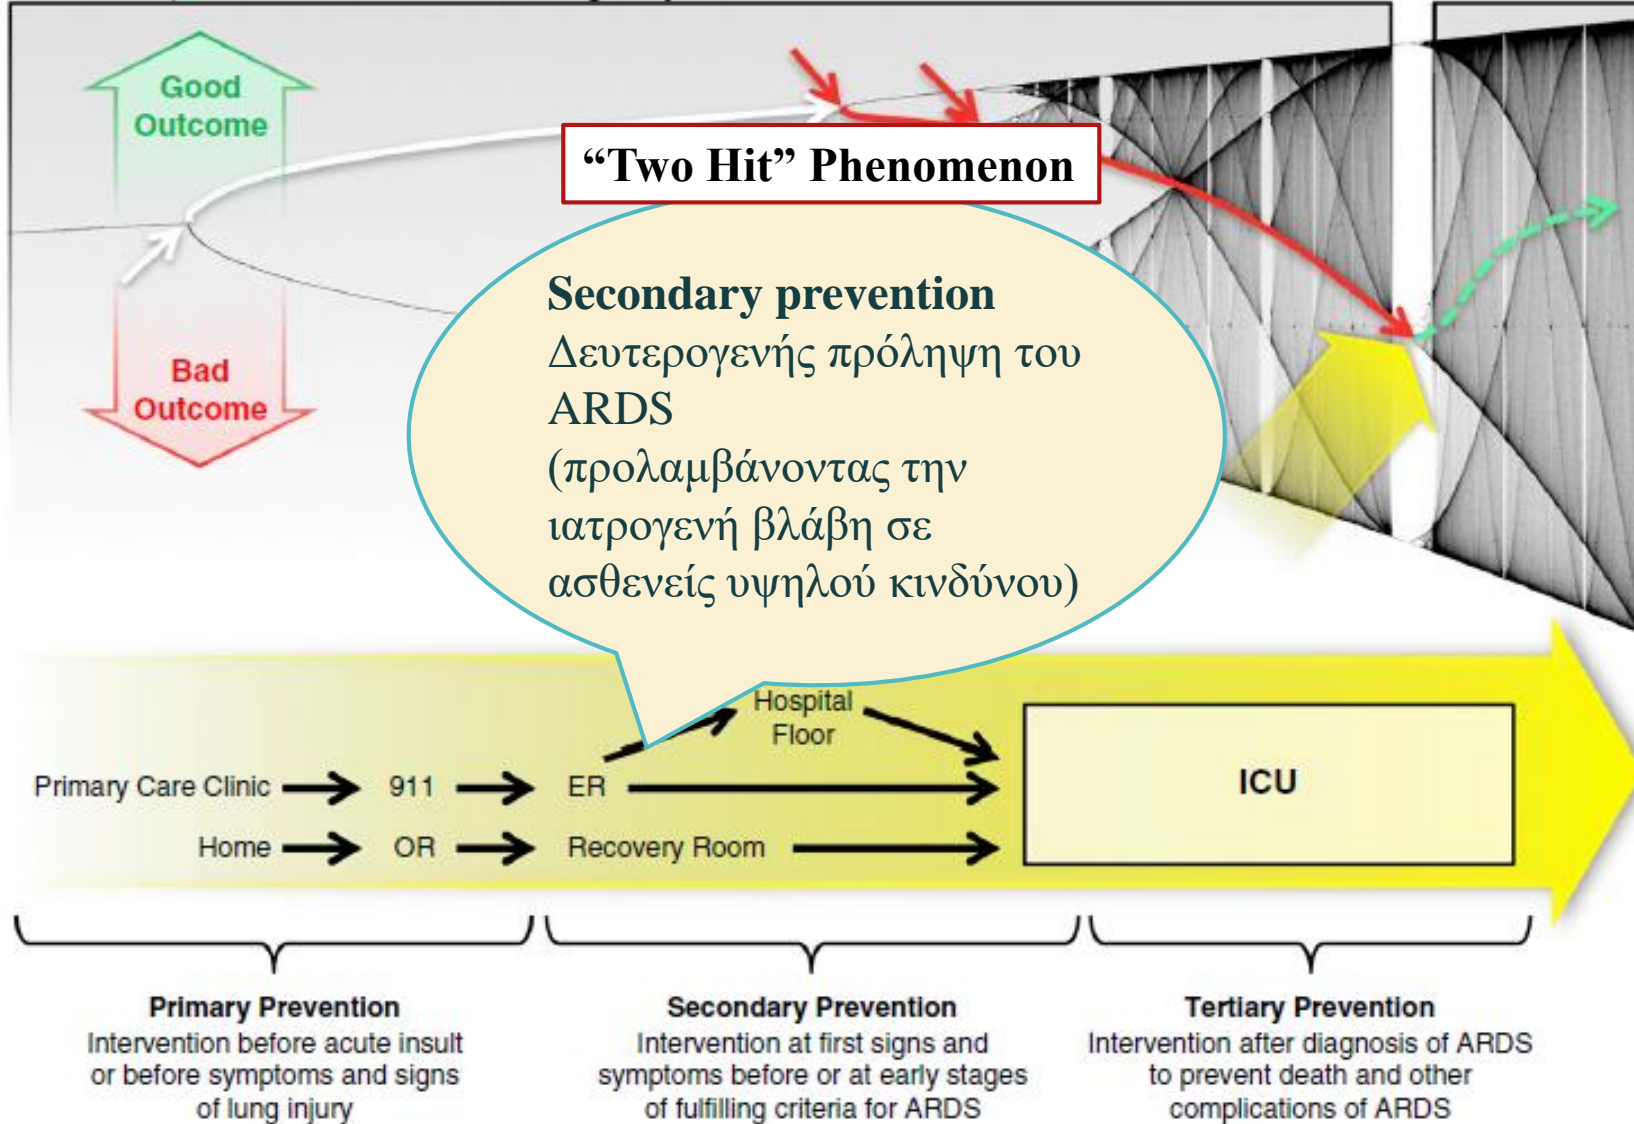 Good
Outcome
“Two Hit” Phenomenon
Bad
Outcome
Secondary prevention
Δευτερογενής πρόληψη του
ARDS
(προλαμβάνοντας την
ιατρογενή βλάβη σε
ασθενείς υψηλού κινδύνου)
Hospital
Floor
Primary Care Clinic 911 ER
ICU
Home OR Recovery Room
Primary Prevention
Intervention before acute insult
or before symptoms and signs
of lung injury
Secondary Prevention
Intervention at first signs and
symptoms before or at early stages
of fulfilling criteria for ARDS
Tertiary Prevention
Intervention after diagnosis of ARDS
to prevent death and other
complications of ARDS